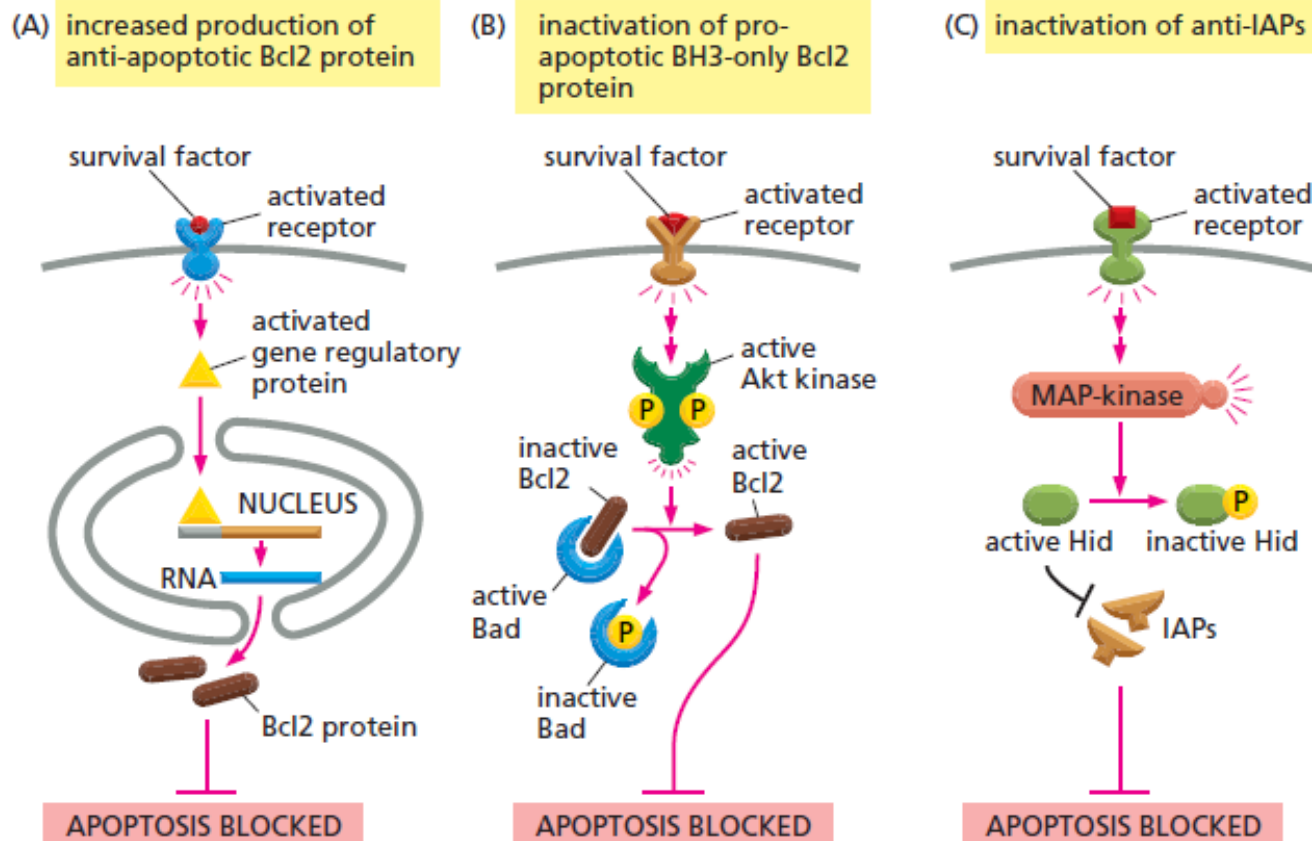 (A) increased production of
anti-apoptotic Bcl2 protein
survival factor
activated
receptor
activated
gene regulatory
protein
NUCLEUS
RNA
Bcl2 protein
APOPTOSIS BLOCKED
(B) inactivation of pro-
apoptotic BH3-only Bcl2
protein
survival factor
activated
receptor
active
Akt kinase
P P
inactive
Bcl2
active
Bcl2
active
Bad
P
inactive
Bad
APOPTOSIS BLOCKED
(C) inactivation of anti-IAPs
survival factor
activated
receptor
MAP-kinase
P
active Hid
inactive Hid
IAPs
APOPTOSIS BLOCKED